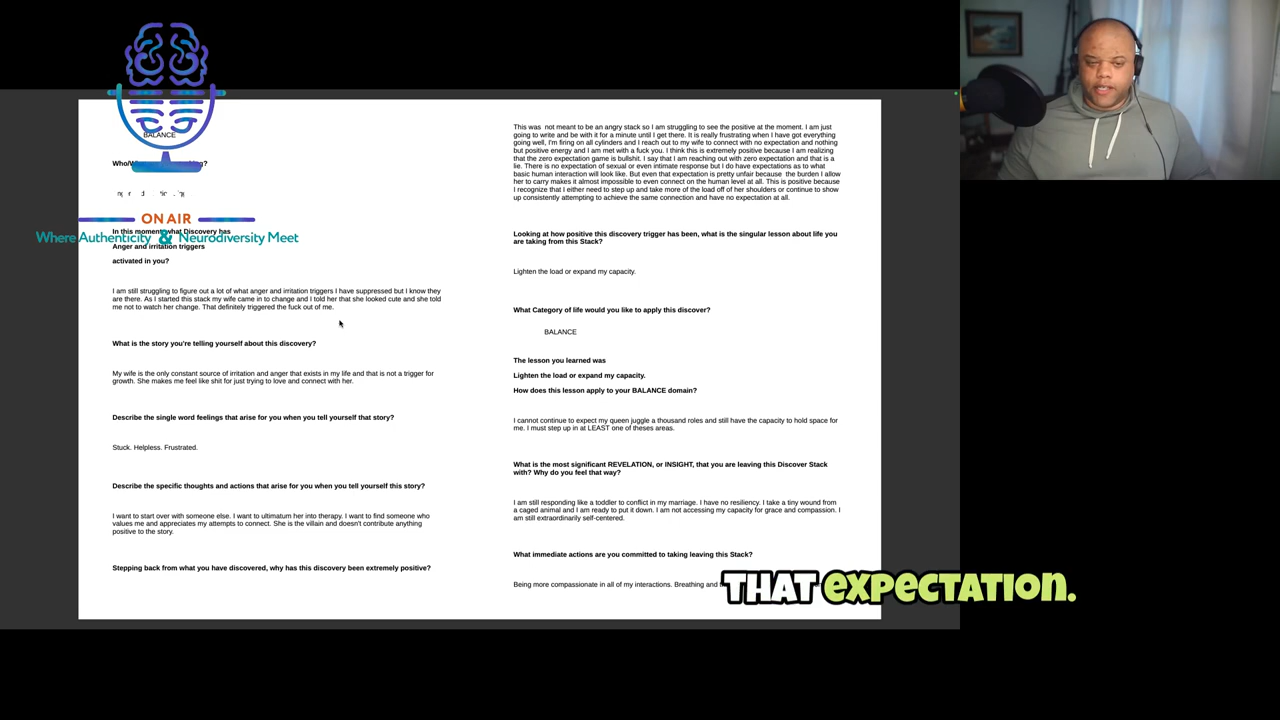 BALANCE
ON AIR
In this moment what Discovery has
Where Authenticity & Neurodiversity Meet
Anger and irritation triggers
activated in you?
I am still struggling to figure out a lot of what anger and irritation triggers I have suppressed but I know they
are there. As I started this stack my wife came in to change and I told her that she looked cute and she told
me not to watch her change. That definitely triggered the fuck out of me.
What is the story you're telling yourself about this discovery?
My wife is the only constant source of irritation and anger that exists in my life and that is not a trigger for
growth. She makes me feel like shit for just trying to love and connect with her.
Describe the single word feelings that arise for you when you tell yourself that story?
Stuck. Helpless. Frustrated.
Describe the specific thoughts and actions that arise for you when you tell yourself this story?
I want to start over with someone else. I want to ultimatum her into therapy. I want to find someone who
values me and appreciates my attempts to connect. She is the villain and doesn't contribute anything
positive to the story.
Stepping back from what you have discovered, why has this discovery been extremely positive?
This was not meant to be an angry stack so I am struggling to see the positive at the moment. I am just
going to write and be with it for a minute until I get there. It is really frustrating when I have got everything
going well, I'm firing on all cylinders and I reach out to my wife to connect with no expectation and nothing
but positive energy and I am met with a fuck you. I think this is extremely positive because I am realizing
that the zero expectation game is bullshit. I say that I am reaching out with zero expectation and that is a
lie. There is no expectation of sexual or even intimate response but I do have expectations as to what
basic human interaction will look like. But even that expectation is pretty unfair because the burden I allow
her to carry makes it almost impossible to even connect on the human level at all. This is positive because
I recognize that I either need to step up and take more of the load off of her shoulders or continue to show
up consistently attempting to achieve the same connection and have no expectation at all.
Looking at how positive this discovery trigger has been, what is the singular lesson about life you
are taking from this Stack?
Lighten the load or expand my capacity.
What Category of life would you like to apply this discover?
BALANCE
The lesson you learned was
Lighten the load or expand my capacity.
How does this lesson apply to your BALANCE domain?
I cannot continue to expect my queen juggle a thousand roles and still have the capacity to hold space for
me. I must step up in at LEAST one of theses areas.
What is the most significant REVELATION, or INSIGHT, that you are leaving this Discover Stack
with? Why do you feel that way?
I am still responding like a toddler to conflict in my marriage. I have no resiliency. I take a tiny wound from
a caged animal and I am ready to put it down. I am not accessing my capacity for grace and compassion. I
am still extraordinarily self-centered.
What immediate actions are you committed to taking leaving this Stack?
Being more compassionate in all of my interactions. Breathing and
THAT EXPECTATION.